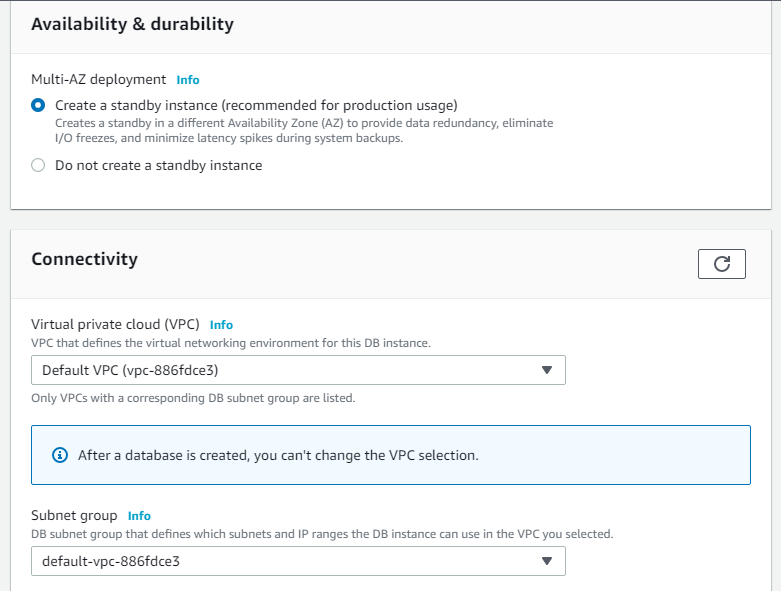 Availability & durability
Multi-AZ deployment Info
Create a standby instance (recommended for production usage)
Creates a standby in a different Availability Zone (AZ) to provide data redundancy, eliminate
I/O freezes, and minimize latency spikes during system backups.
Do not create a standby instance
Connectivity
Virtual private cloud (VPC) Info
VPC that defines the virtual networking environment for this DB instance.
Default VPC (vpc-886fdce3)
Only VPCs with a corresponding DB subnet group are listed.
After a database is created, you can't change the VPC selection.
Subnet group Info
DB subnet group that defines which subnets and IP ranges the DB instance can use in the VPC you selected.
default-vpc-886fdce3